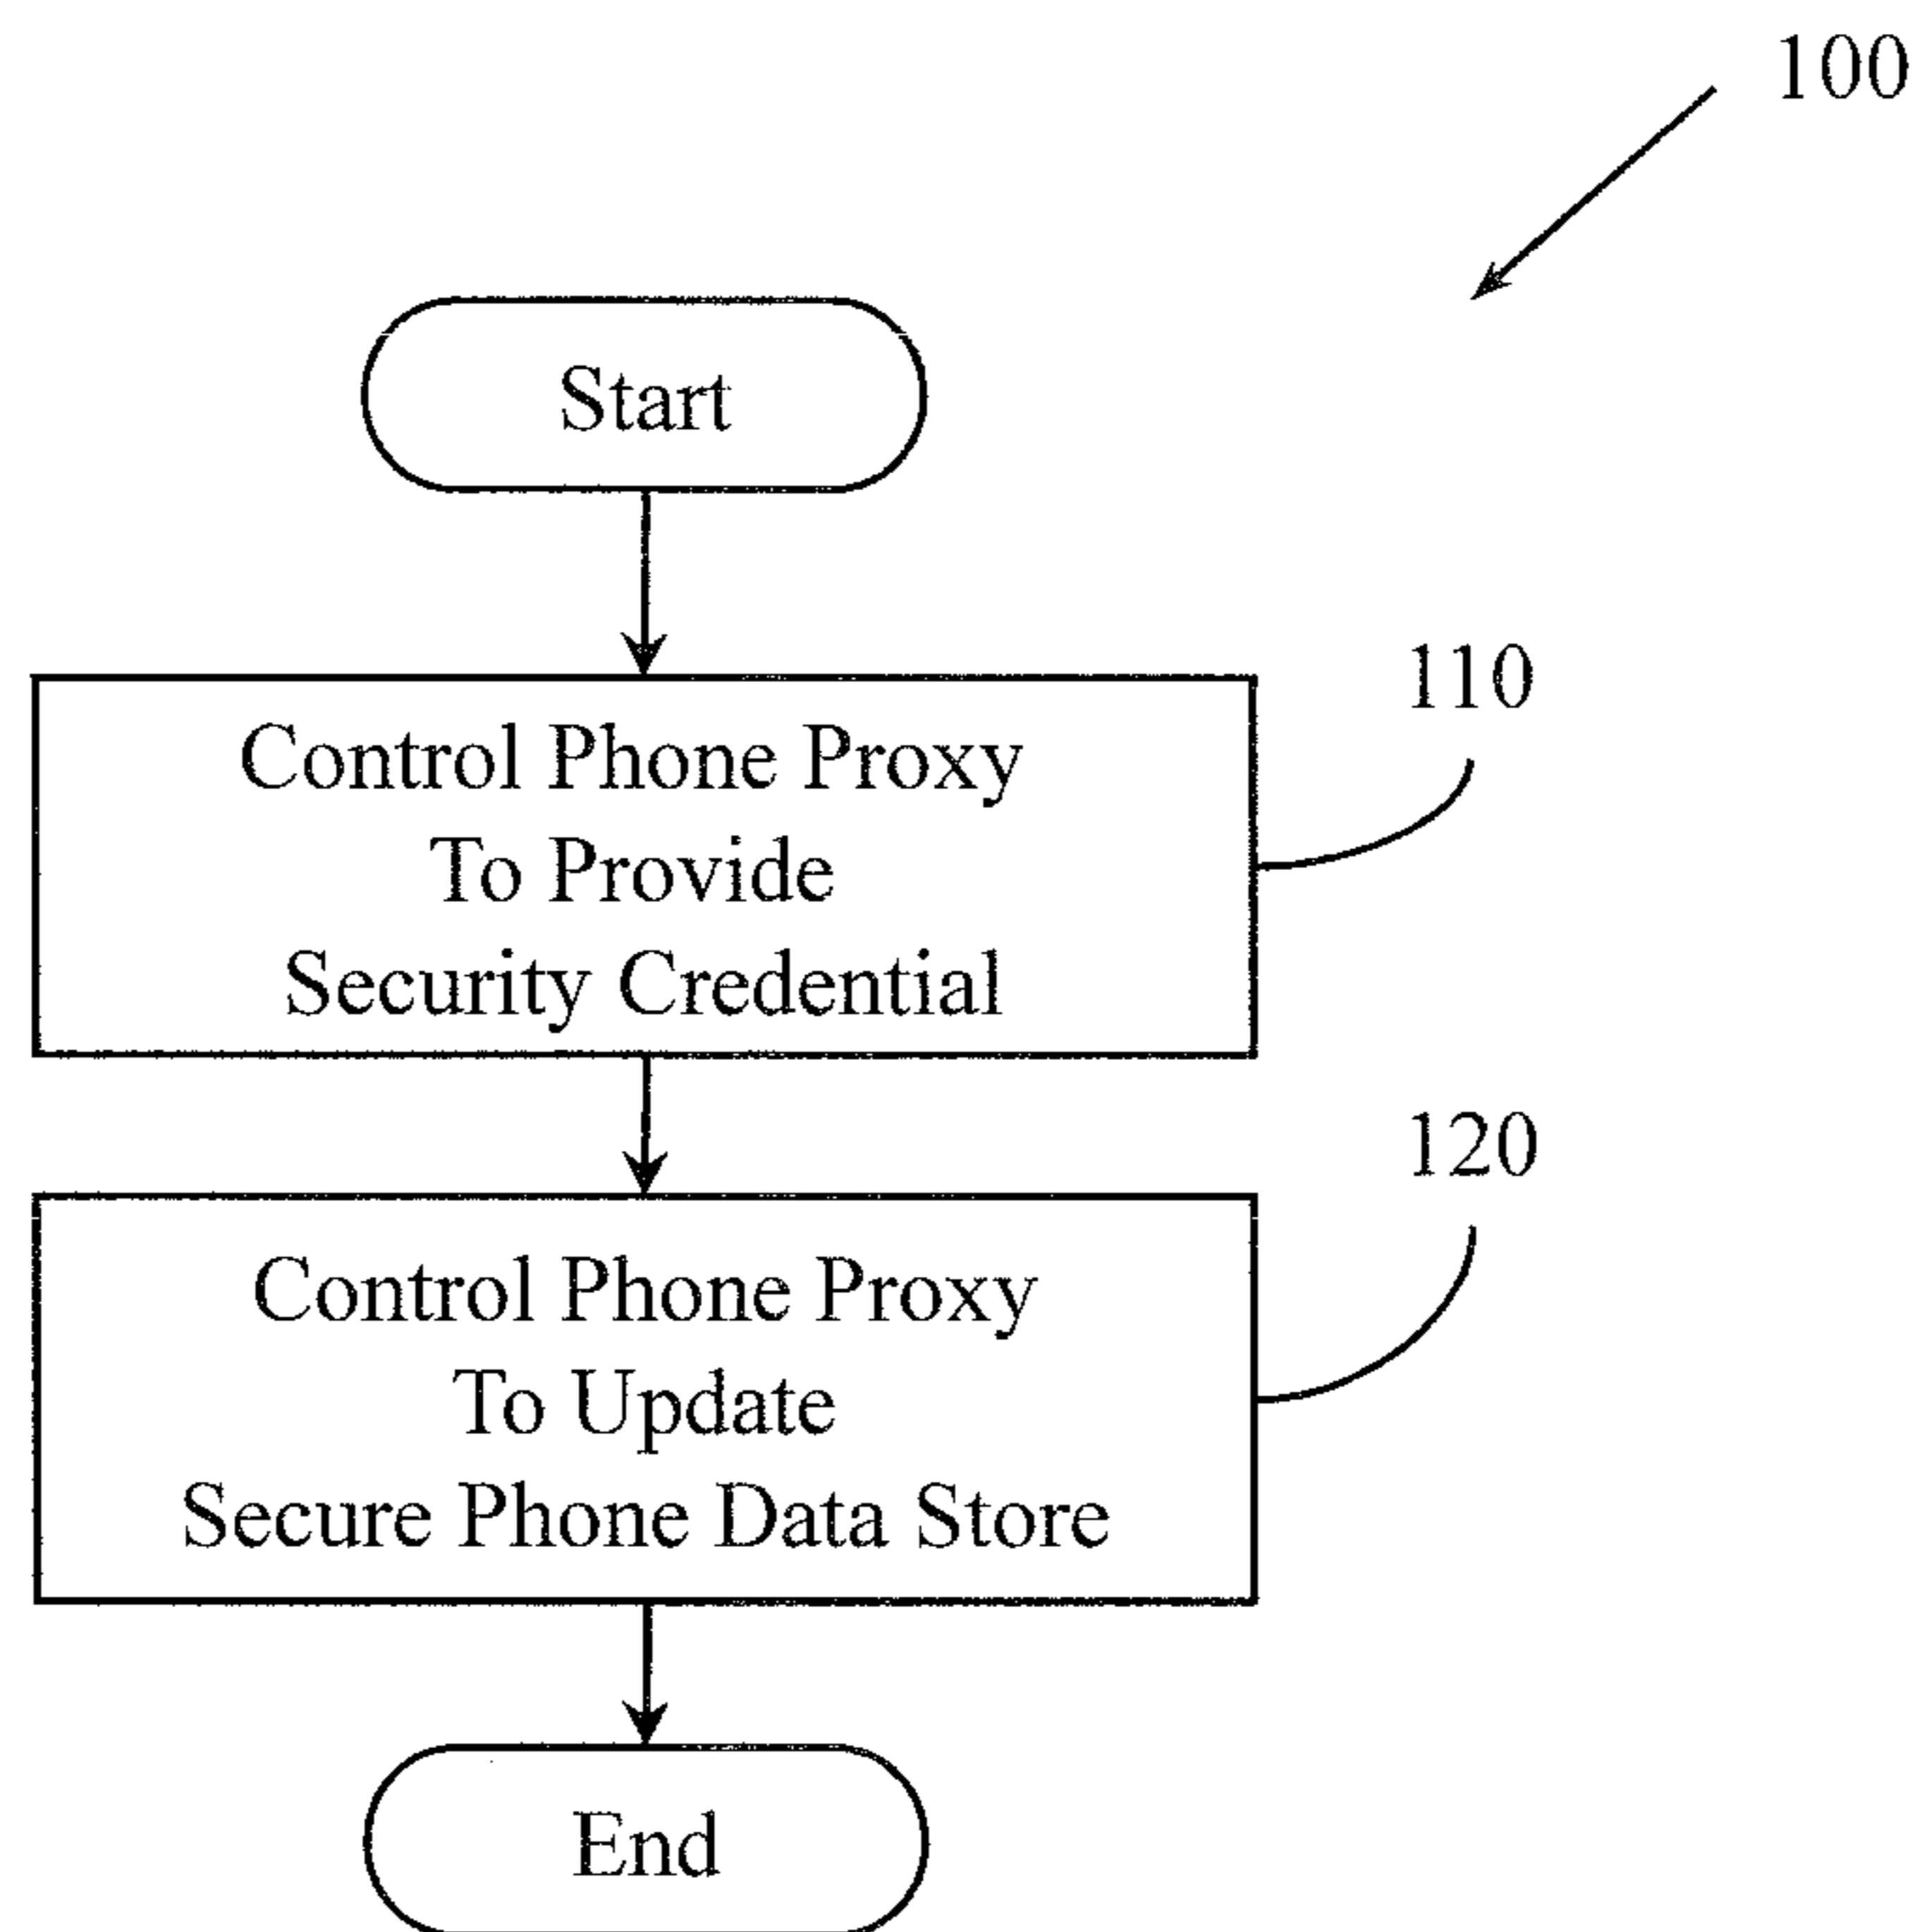 100
Start
110
Control Phone Proxy
To Provide
Security Credential
120
Control Phone Proxy
To Update
Secure Phone Data Store
End